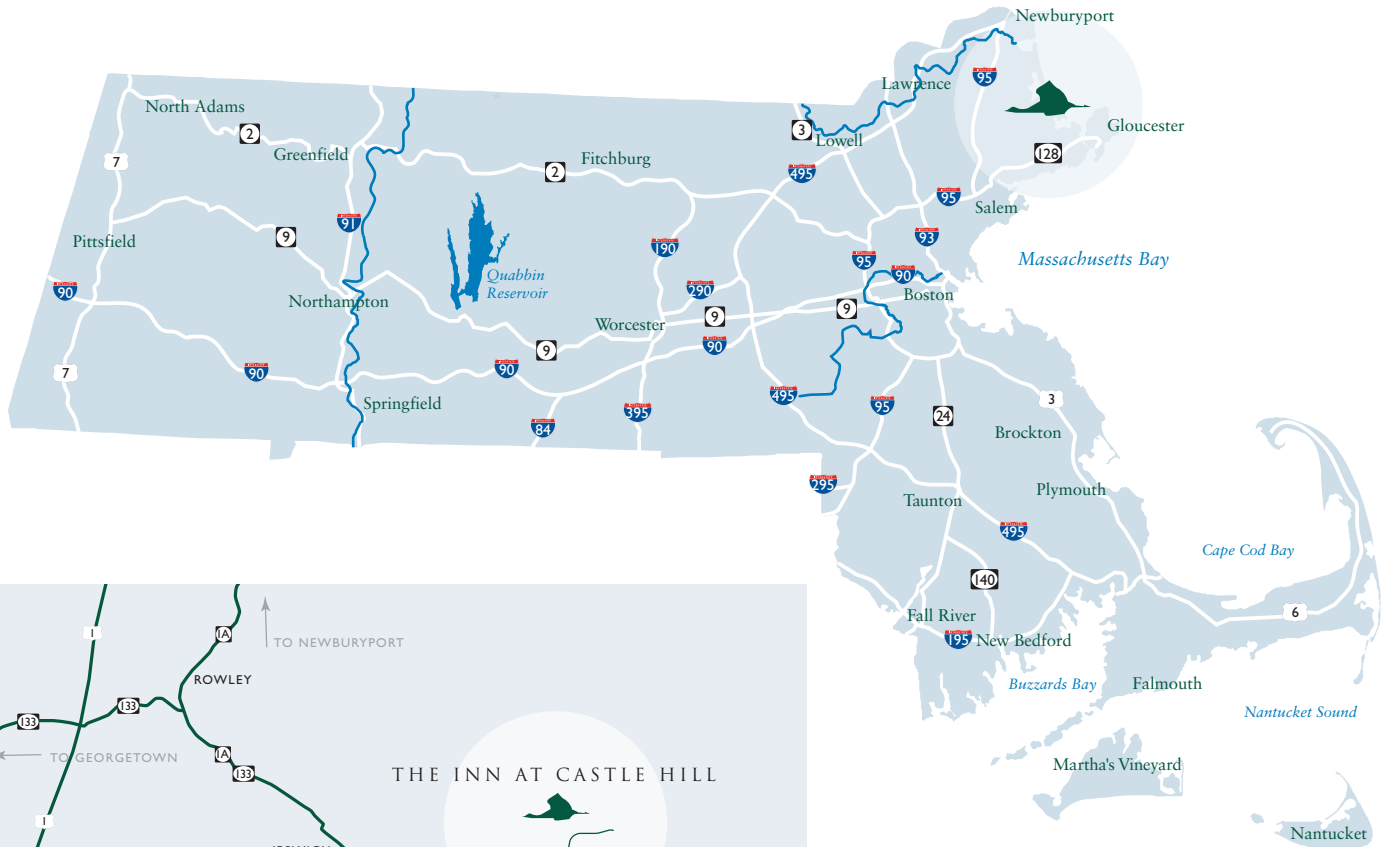 Newburyport
95
Lawrence
North Adams
2
Gloucester
3
Lowell
128
Greenfield
7
Fitchburg
2
495
95
Salem
91
9
93
Pittsfield
190
95
Massachusetts Bay
90
Quabbin
Reservoir
90
290
Boston
Northampton
9
9
Worcester
90
9
90
7
90
495
Springfield
95
3
395
24
84
Brockton
295
Plymouth
Taunton
495
Cape Cod Bay
140
6
Fall River
195
New Bedford
Buzzards Bay
Falmouth
Nantucket Sound
Martha's Vineyard
Nantucket
1
1A
TO NEWBURYPORT
ROWLEY
133
133
1A
TO GEORGETOWN
133
THE INN AT CASTLE HILL
1